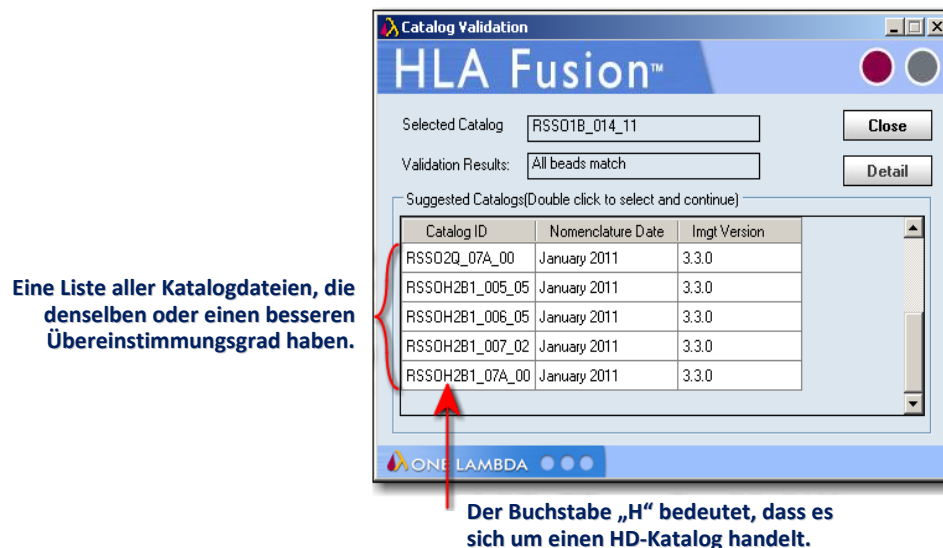 Catalog Validation
HLA Fusion™
Selected Catalog RSSO1B_014_11 Close
Validation Results: All beads match Detail
Suggested Catalogs(Double click to select and continue)
Catalog ID Nomenclature Date Imgt Version
RSSO2Q_07A_00 January 2011 3.3.0
RSSOH2B1_005_05 January 2011 3.3.0
RSSOH2B1_006_05 January 2011 3.3.0
RSSOH2B1_007_02 January 2011 3.3.0
RSSOH2B1_07A_00 January 2011 3.3.0
Eine Liste aller Katalogdateien, die
denselben oder einen besseren
Übereinstimmungsgrad haben.
ONE LAMBDA
Der Buchstabe „H“ bedeutet, dass es
sich um einen HD-Katalog handelt.